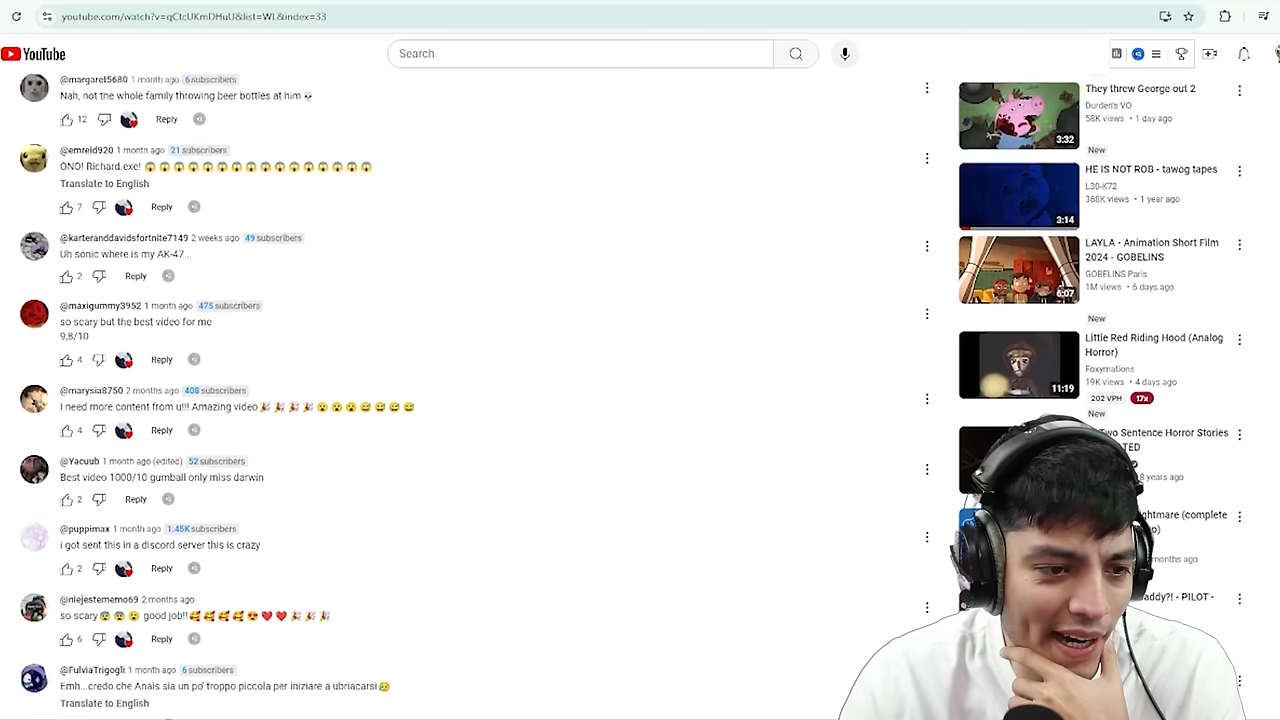 youtube.com/watch?v=qCtcUKmDHuU&list=WL&index=33
YouTube
Search
@margaret5680 1 month ago 6 subscribers
Nah, not the whole family throwing beer bottles at him 💀
12 Reply
@emreid920 1 month ago 21 subscribers
ONO! Richard.exe! 😱😱😱😱😱😱😱😱😱😱😱😱😱😱😱😱
Translate to English
7 Reply
@karteranddavidsfortnite7149 2 weeks ago 49 subscribers
Uh sonic where is my AK-47...
2 Reply
@maxigummy3952 1 month ago 475 subscribers
so scary but the best video for me
9,8/10
4 Reply
@marysia8750 2 months ago 408 subscribers
I need more content from u!!! Amazing video🎉🎉🎉🎉😮😮😮😅😅😅😅
4 Reply
@Yacuub 1 month ago (edited) 52 subscribers
Best video 1000/10 gumball only miss darwin
2 Reply
@puppimax 1 month ago 1.45K subscribers
i got sent this in a discord server this is crazy
2 Reply
@niejestememo69 2 months ago
so scary😨😨😧 good job!!🥰🥰🥰🥰😍❤❤🎉🎉🎉
6 Reply
@FulviaTrigogli 1 month ago 6 subscribers
Emh...credo che Anais sia un po' troppo piccola per iniziare a ubriacarsi😥
Translate to English
They threw George out 2
Durden's VO
58K views • 1 day ago
3:32
New
HE IS NOT ROB - tawog tapes
L30-K72
368K views • 1 year ago
3:14
LAYLA - Animation Short Film
2024 - GOBELINS
GOBELINS Paris
1M views • 6 days ago
6:07
New
Little Red Riding Hood (Analog
Horror)
Foxymations
19K views • 4 days ago
11:19
202 VPH 17x
New
Two Sentence Horror Stories
8 years ago
(complete
months ago
- PILOT -